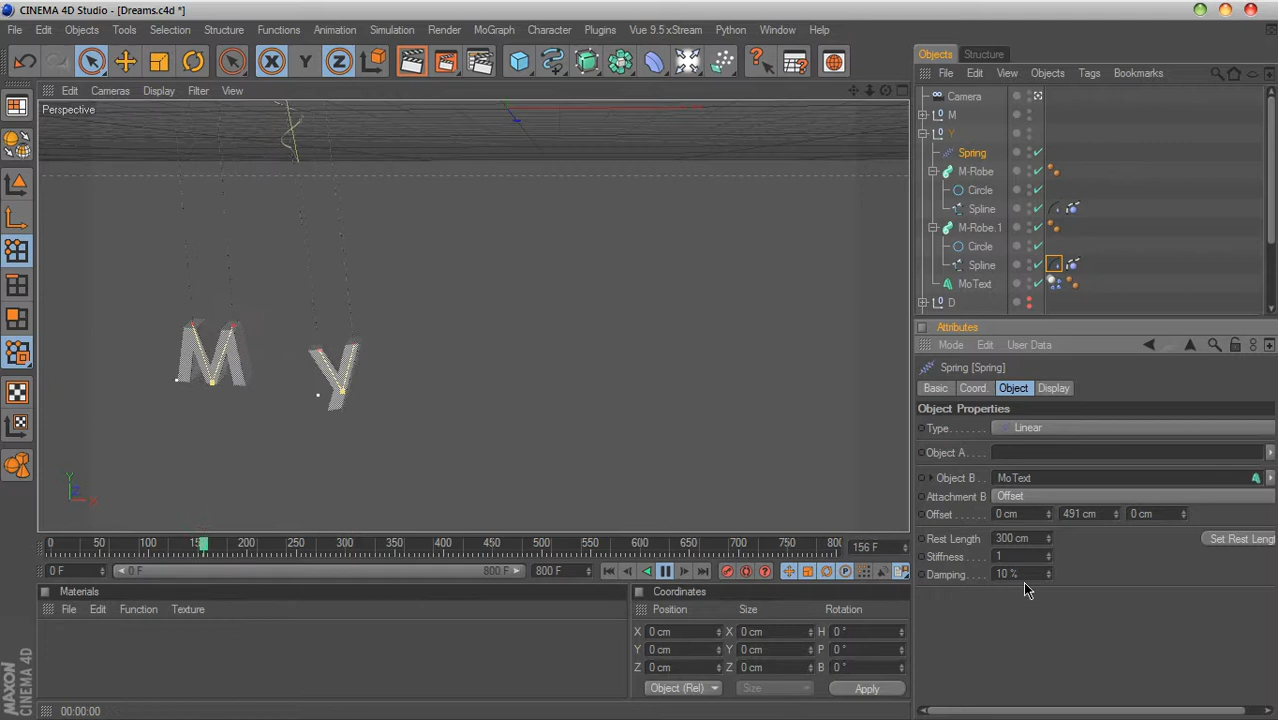 CINEMA 4D Studio - [Dreams.c4d *]
File Edit Objects Tools Selection Structure Functions Animation Simulation Render MoGraph Character Plugins Vue 9.5 xStream Python Window Help
X Y Z
Objects Structure
File Edit View Objects Tags Bookmarks
Edit Cameras Display Filter View
Perspective
Camera
M
Y
Spring
M-Robe
Circle
Spline
M-Robe.1
Circle
Spline
MoText
D
M Y
Y
Z X
Attributes
Mode Edit User Data
Spring [Spring]
Basic Coord. Object Display
Object Properties
Type Linear
Object A
Object B MoText
Attachment B Offset
Offset 0 cm 491 cm 0 cm
Rest Length 300 cm Set Rest Lengt
Stiffness 1
Damping 10 %
0 50 100 15 200 250 300 350 400 450 500 550 600 650 700 750 80 156 F
0 F 0 F 800 F 800 F
Materials
File Edit Function Texture
Coordinates
Position Size Rotation
X 0 cm X 0 cm H 0 °
Y 0 cm Y 0 cm P 0 °
Z 0 cm Z 0 cm B 0 °
Object (Rel) Size Apply
00:00:00
MAXON
CINEMA 4D